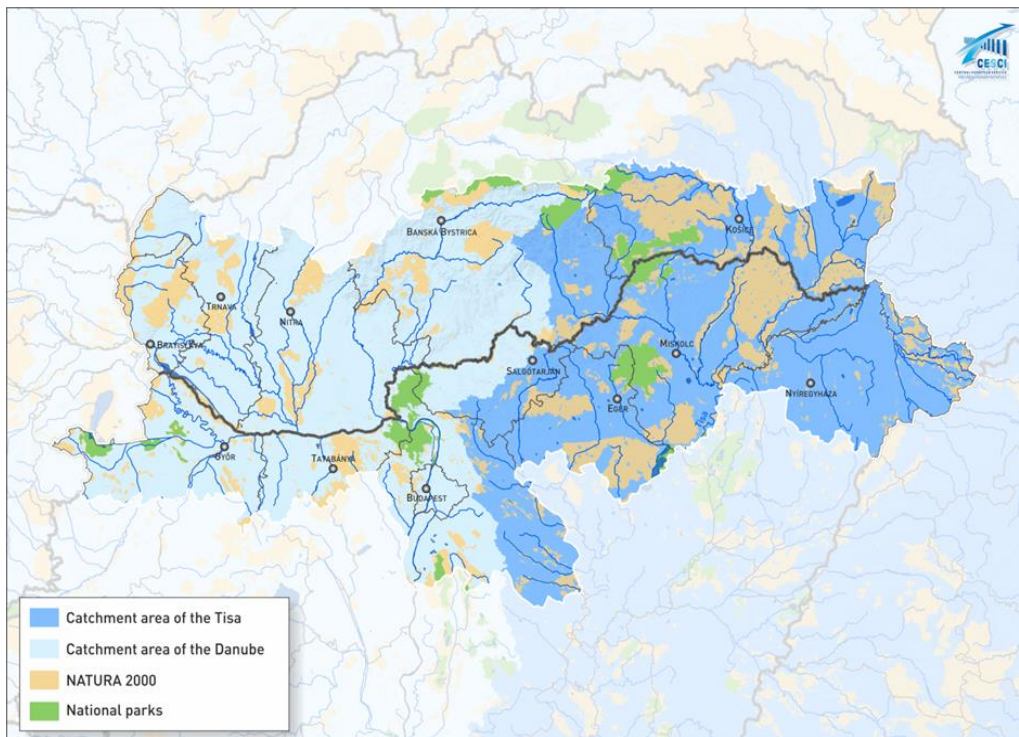 CESCI
BANSKÁ BYSTRICA
KOŠICE
TRNAVA
NITRA
BRATISLAVA
MISKOLC
SALGÓTARJÁN
NYÍREGYHÁZA
EGER
TISA
GYŐR
TATABÁNYA
BUDAPEST
Catchment area of the Tisa
Catchment area of the Danube
NATURA 2000
National parks